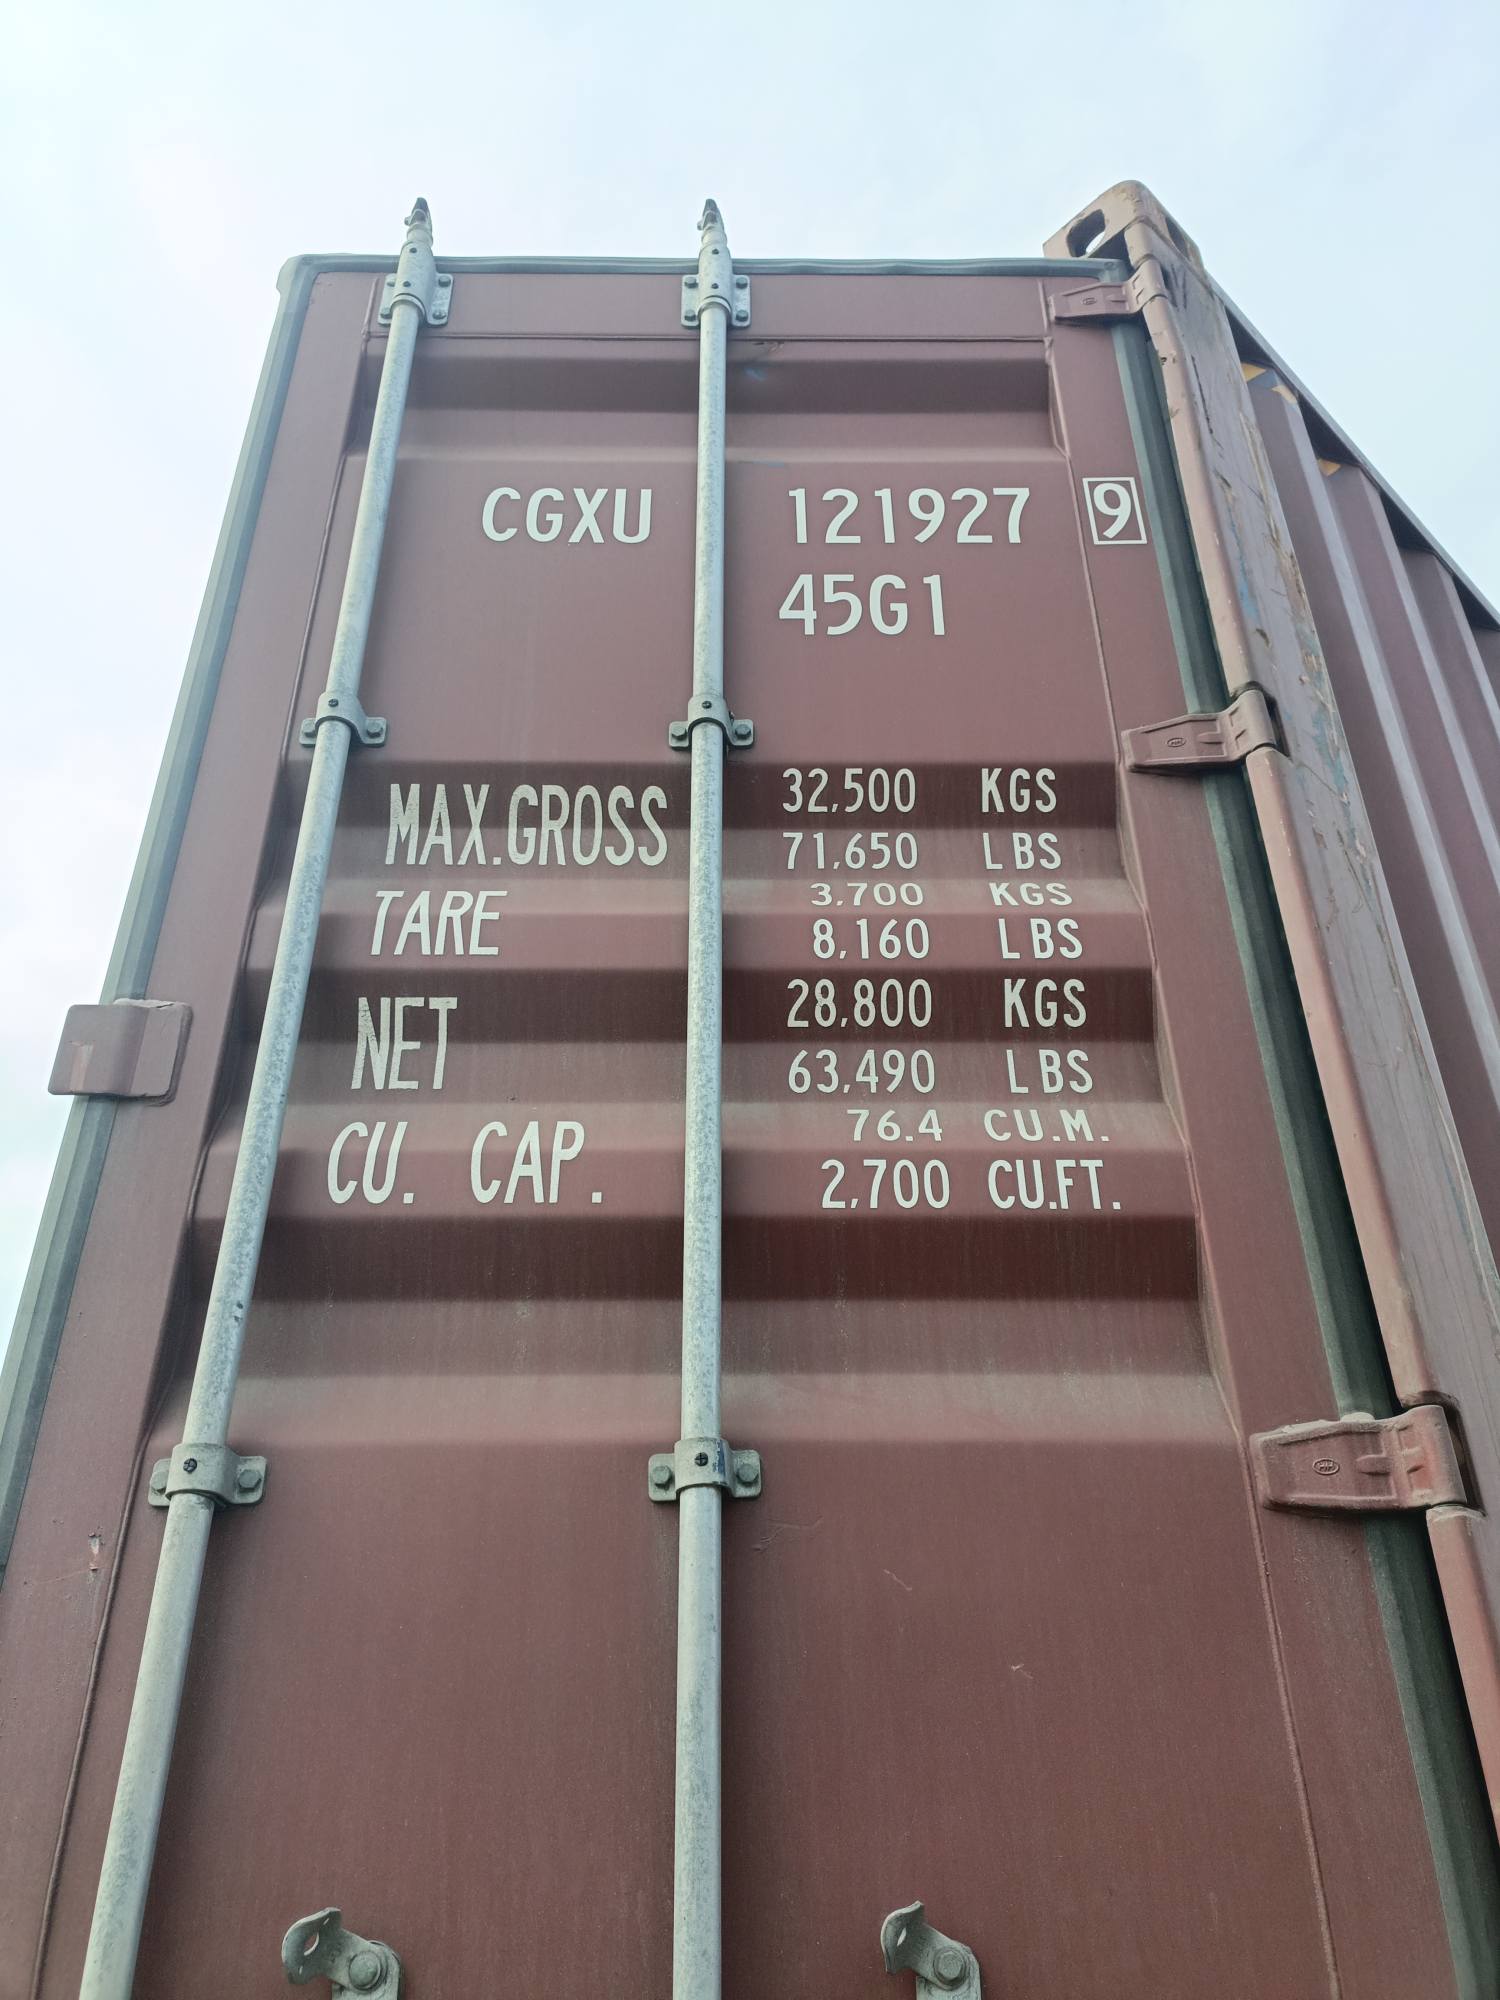 CGXU 121927 9
45G1
MAX.GROSS 32,500 KGS
71,650 LBS
TARE 3,700 KGS
8,160 LBS
NET 28,800 KGS
63,490 LBS
CU. CAP. 76.4 CU.M.
2,700 CU.FT.